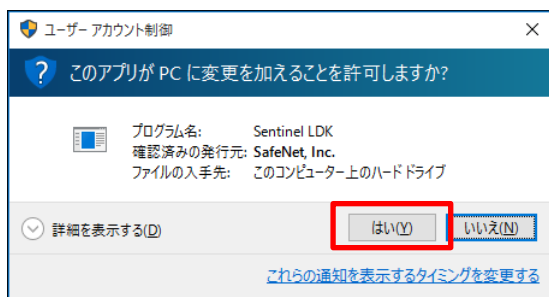 ユーザー アカウント制御
このアプリが PC に変更を加えることを許可しますか?
プログラム名: Sentinel LDK
確認済みの発行元: SafeNet, Inc.
ファイルの入手先: このコンピューター上のハード ドライブ
詳細を表示する(D)
はい(Y)
いいえ(N)
これらの通知を表示するタイミングを変更する